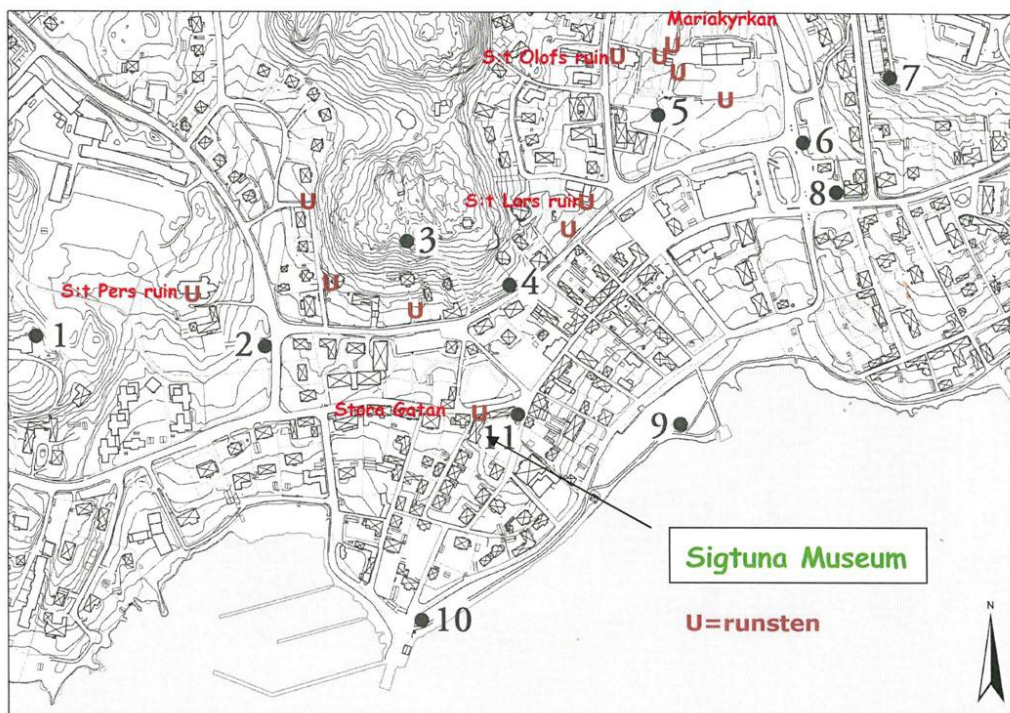 Mariakyrkan
U
S:t Olofs ruin U U
U
7
U
5
6
8
U
S:t Lars ruin U
U
3
4
U
S:t Pers ruin U
U
1
2
Stora Gatan U
11
9
Sigtuna Museum
10
U=runsten
N